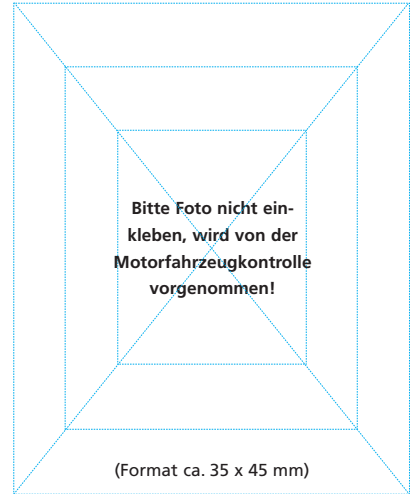 Bitte Foto nicht ein-
kleben, wird von der
Motorfahrzeugkontrolle
vorgenommen!
(Format ca. 35 x 45 mm)